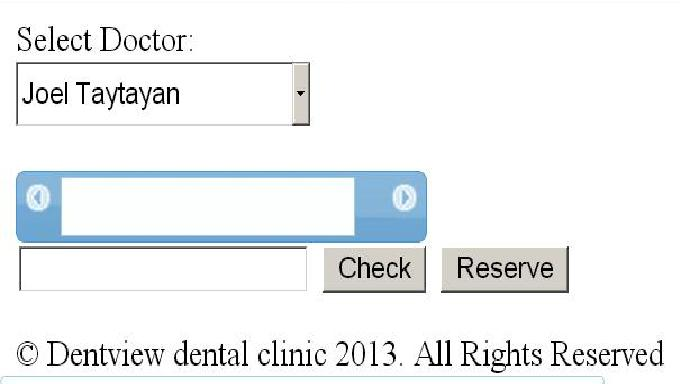 Select Doctor:
Joel Taytayan
Check Reserve
© Dentview dental clinic 2013. All Rights Reserved